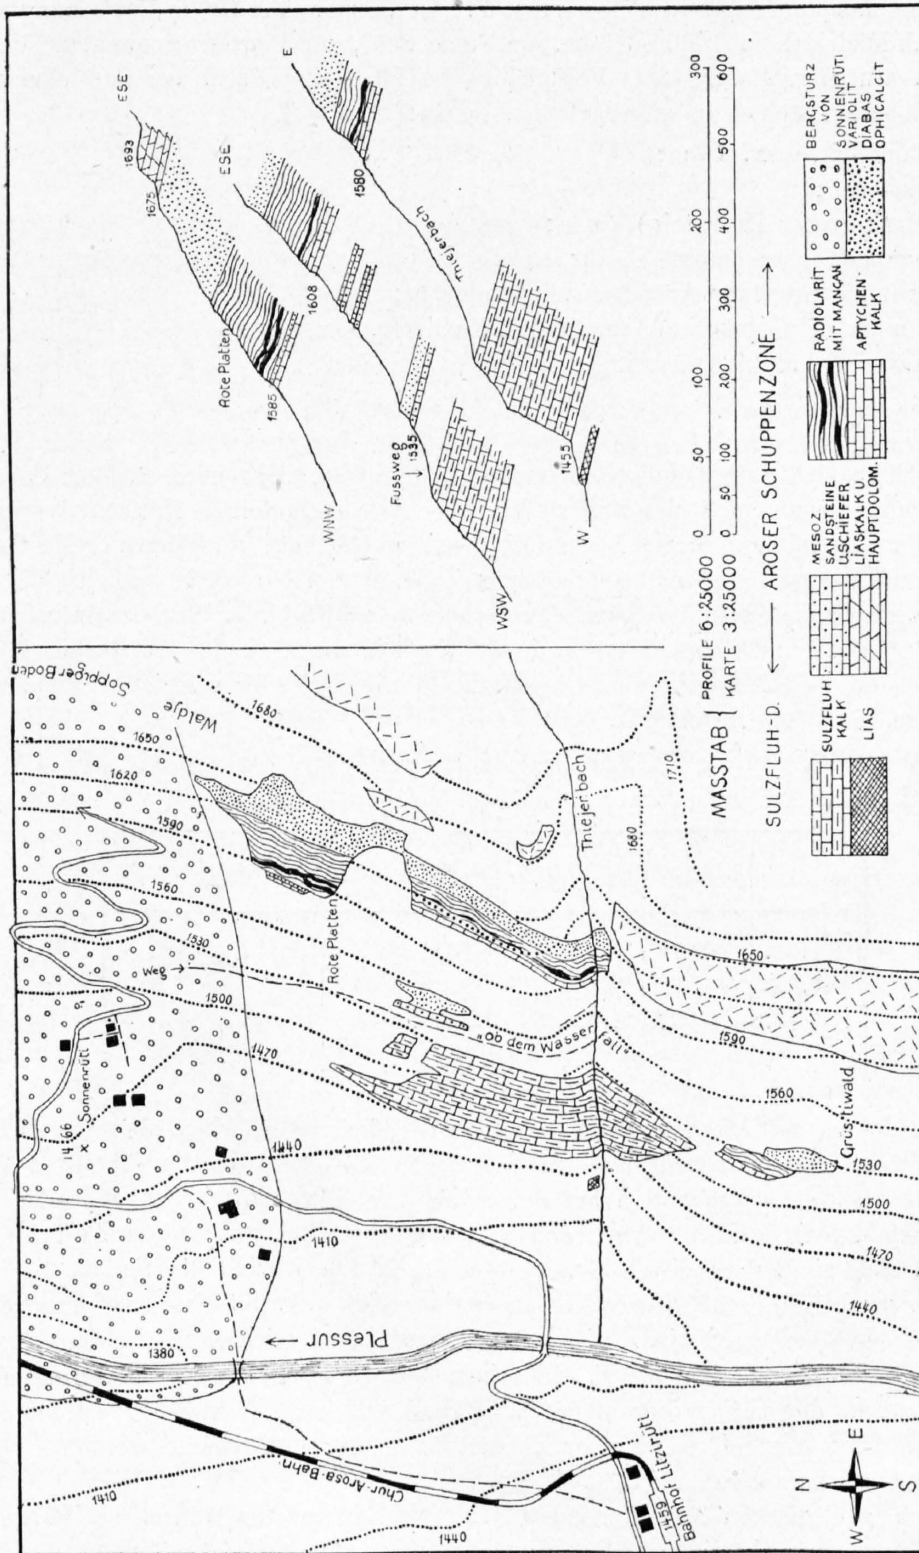 Soppiger Boden
Waldje
1680
1650
1620
1590
1560
1530
1500
1470
1440
1410
1380
1410
1440
Weg
Rote Platten
1466
x Sonnenrüti
"ob dem Wasser
fall"
Thiejerbach
1710
1680
1650
1590
1560
Grüstiwald
1530
1500
1470
1440
Plessur
Chur-Arosa-Bahn
Bahnhof Litzirüti
1459
N
E
S
W
ESE
1693
1675
Rote Platten
1585
WNW
ESE
1608
Fussweg
1535
WSW
E
1580
Thiejerbach
1455
W
MASSTAB
PROFILE 6:25000
KARTE 3:25000
0 50 100 200 300
0 50 100 200 300 400 500 600
SULZFLUH-D.
AROSER SCHUPPENZONE
SULZFLUH
KALK
LIAS
MESOZ.
SANDSTEINE
U.SCHIEFER
LIASKALK U.
HAUPTDOLOM.
RADIOLARIT
MIT MANGAN
APTYCHEN
KALK
BERGSTURZ
VON
SONNENRÜTI
VARIOLIT
DIABAS
OPHICALCIT